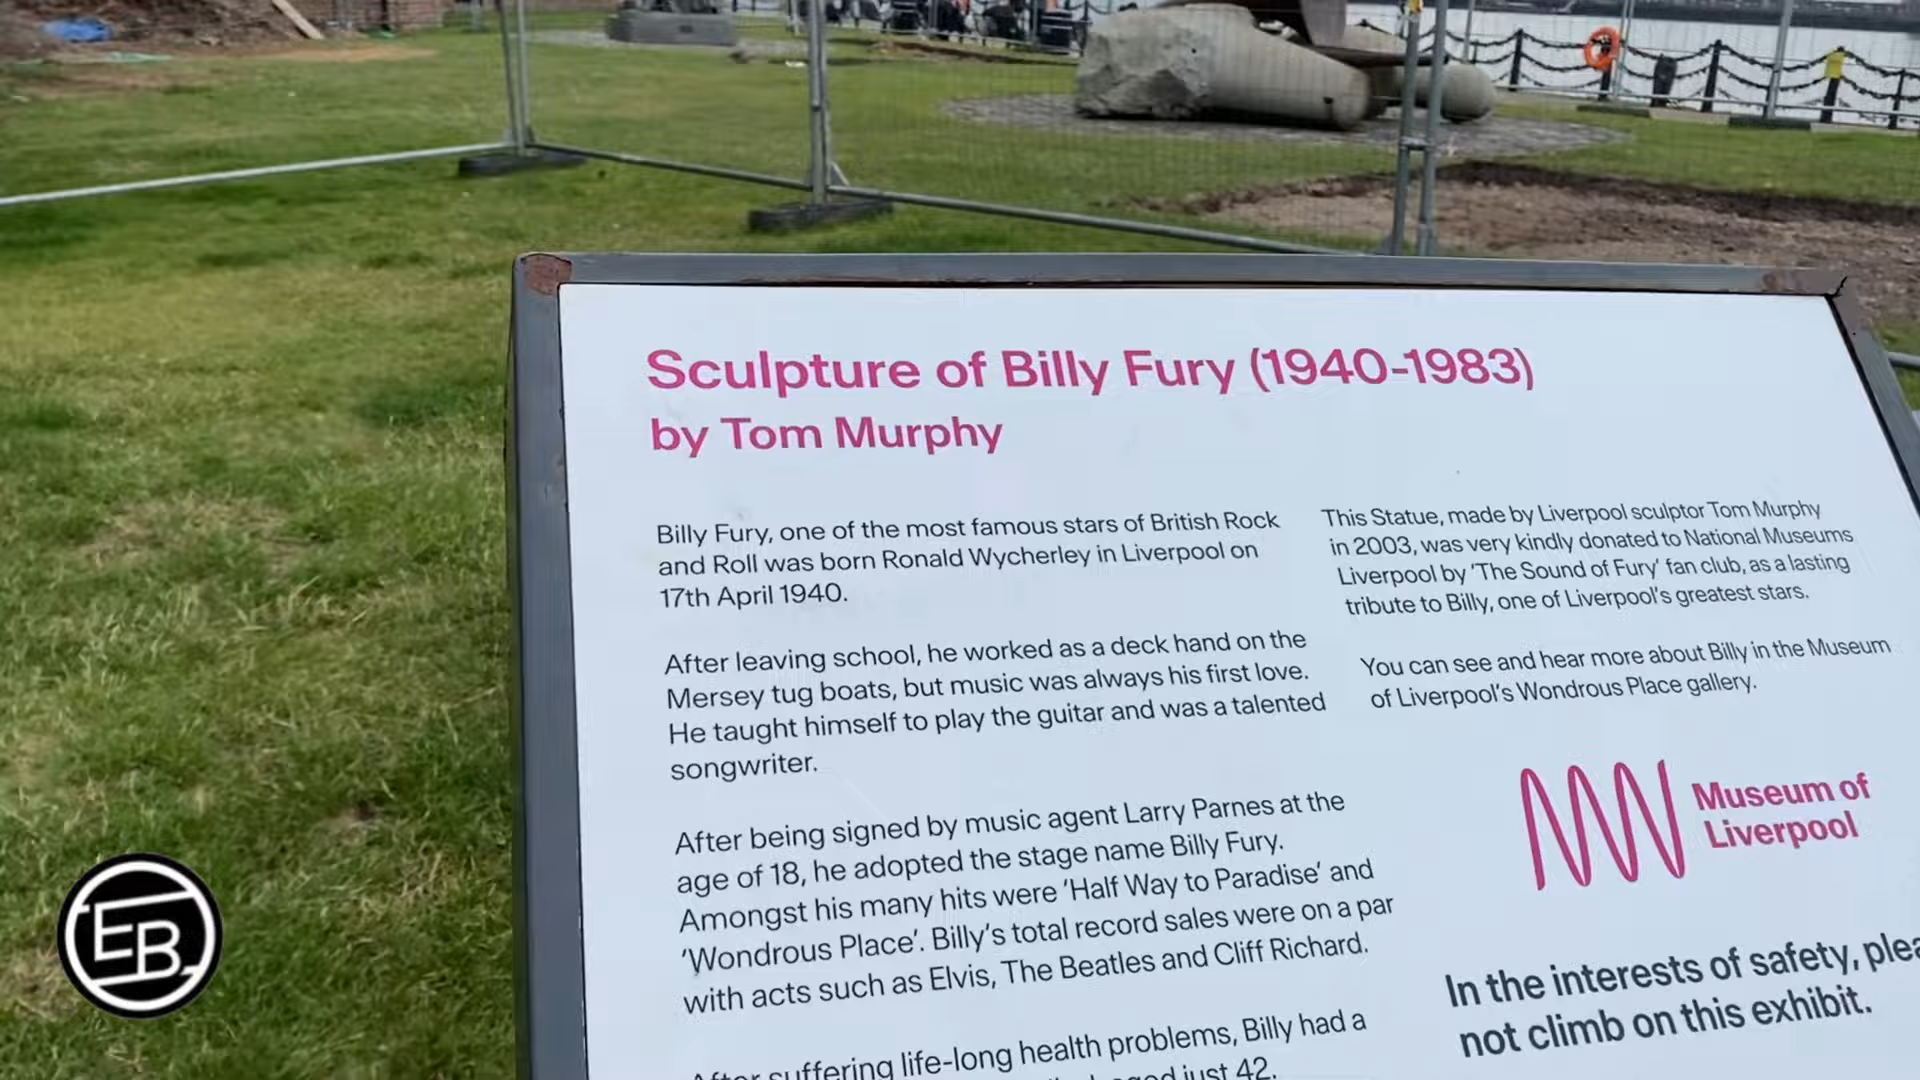 Sculpture of Billy Fury (1940-1983)
by Tom Murphy
Billy Fury, one of the most famous stars of British Rock
and Roll was born Ronald Wycherley in Liverpool on
17th April 1940.
After leaving school, he worked as a deck hand on the
Mersey tug boats, but music was always his first love.
He taught himself to play the guitar and was a talented
songwriter.
After being signed by music agent Larry Parnes at the
age of 18, he adopted the stage name Billy Fury.
Amongst his many hits were ‘Half Way to Paradise’ and
‘Wondrous Place’. Billy’s total record sales were on a par
with acts such as Elvis, The Beatles and Cliff Richard.
After suffering life-long health problems, Billy had a
just 42.
This Statue, made by Liverpool sculptor Tom Murphy
in 2003, was very kindly donated to National Museums
Liverpool by ‘The Sound of Fury’ fan club, as a lasting
tribute to Billy, one of Liverpool’s greatest stars.
You can see and hear more about Billy in the Museum
of Liverpool’s Wondrous Place gallery.
Museum of
Liverpool
In the interests of safety,
not climb on this exhibit.
EB